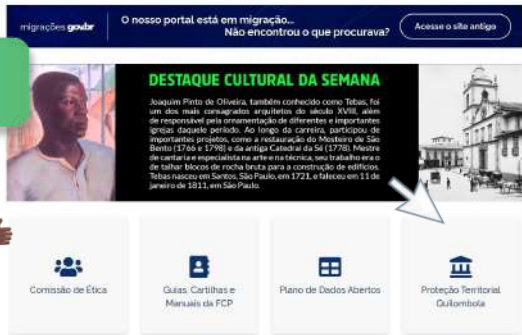 migrações govbr
O nosso portal está em migração...
Não encontrou o que procurava?
Acesse o site antigo
DESTAQUE CULTURAL DA SEMANA
Joaquim Pinto de Oliveira, também conhecido como Tebas, foi
um dos mais consagrados arquitetos do século XVIII, além
de responsável pela ornamentação de diferentes e importantes
igrejas daquele período. Ao longo da carreira, participou de
importantes projetos, como a restauração do Mosteiro de São
Bento (1766 e 1798) e da antiga Catedral da Sé (1778). Mestre
de cantaria e especialista na arte e na técnica, seu trabalho era o
de talhar blocos de rocha bruta para a construção de edifícios.
Tebas nasceu em Santos, São Paulo, em 1721, e faleceu em 11 de
janeiro de 1811, em São Paulo.
Comissão de Ética
Guias, Cartilhas e
Manuais da FCP
Plano de Dados Abertos
Proteção Territorial
Quilombola